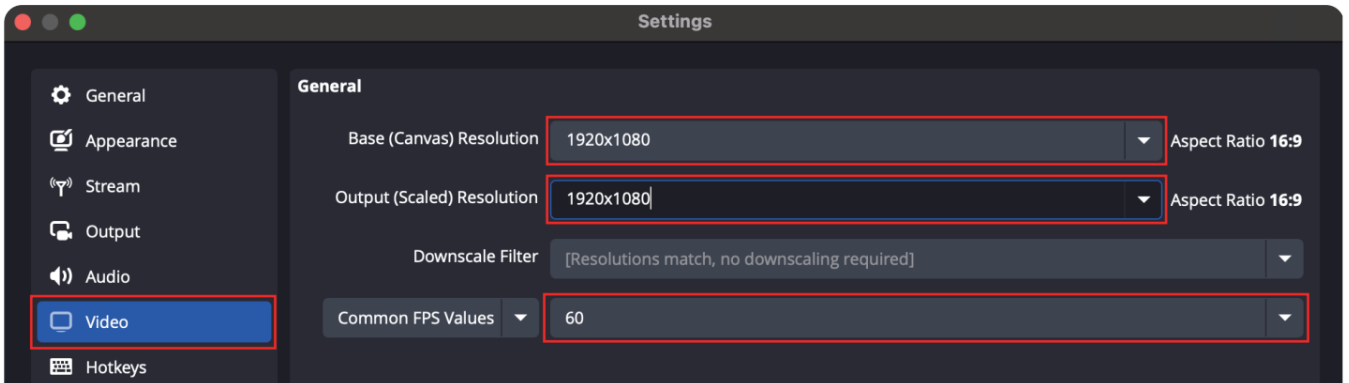 Settings
General
Appearance
Stream
Output
Audio
Video
Hotkeys
General
Base (Canvas) Resolution 1920x1080 Aspect Ratio 16:9
Output (Scaled) Resolution 1920x1080 Aspect Ratio 16:9
Downscale Filter [Resolutions match, no downscaling required]
Common FPS Values 60